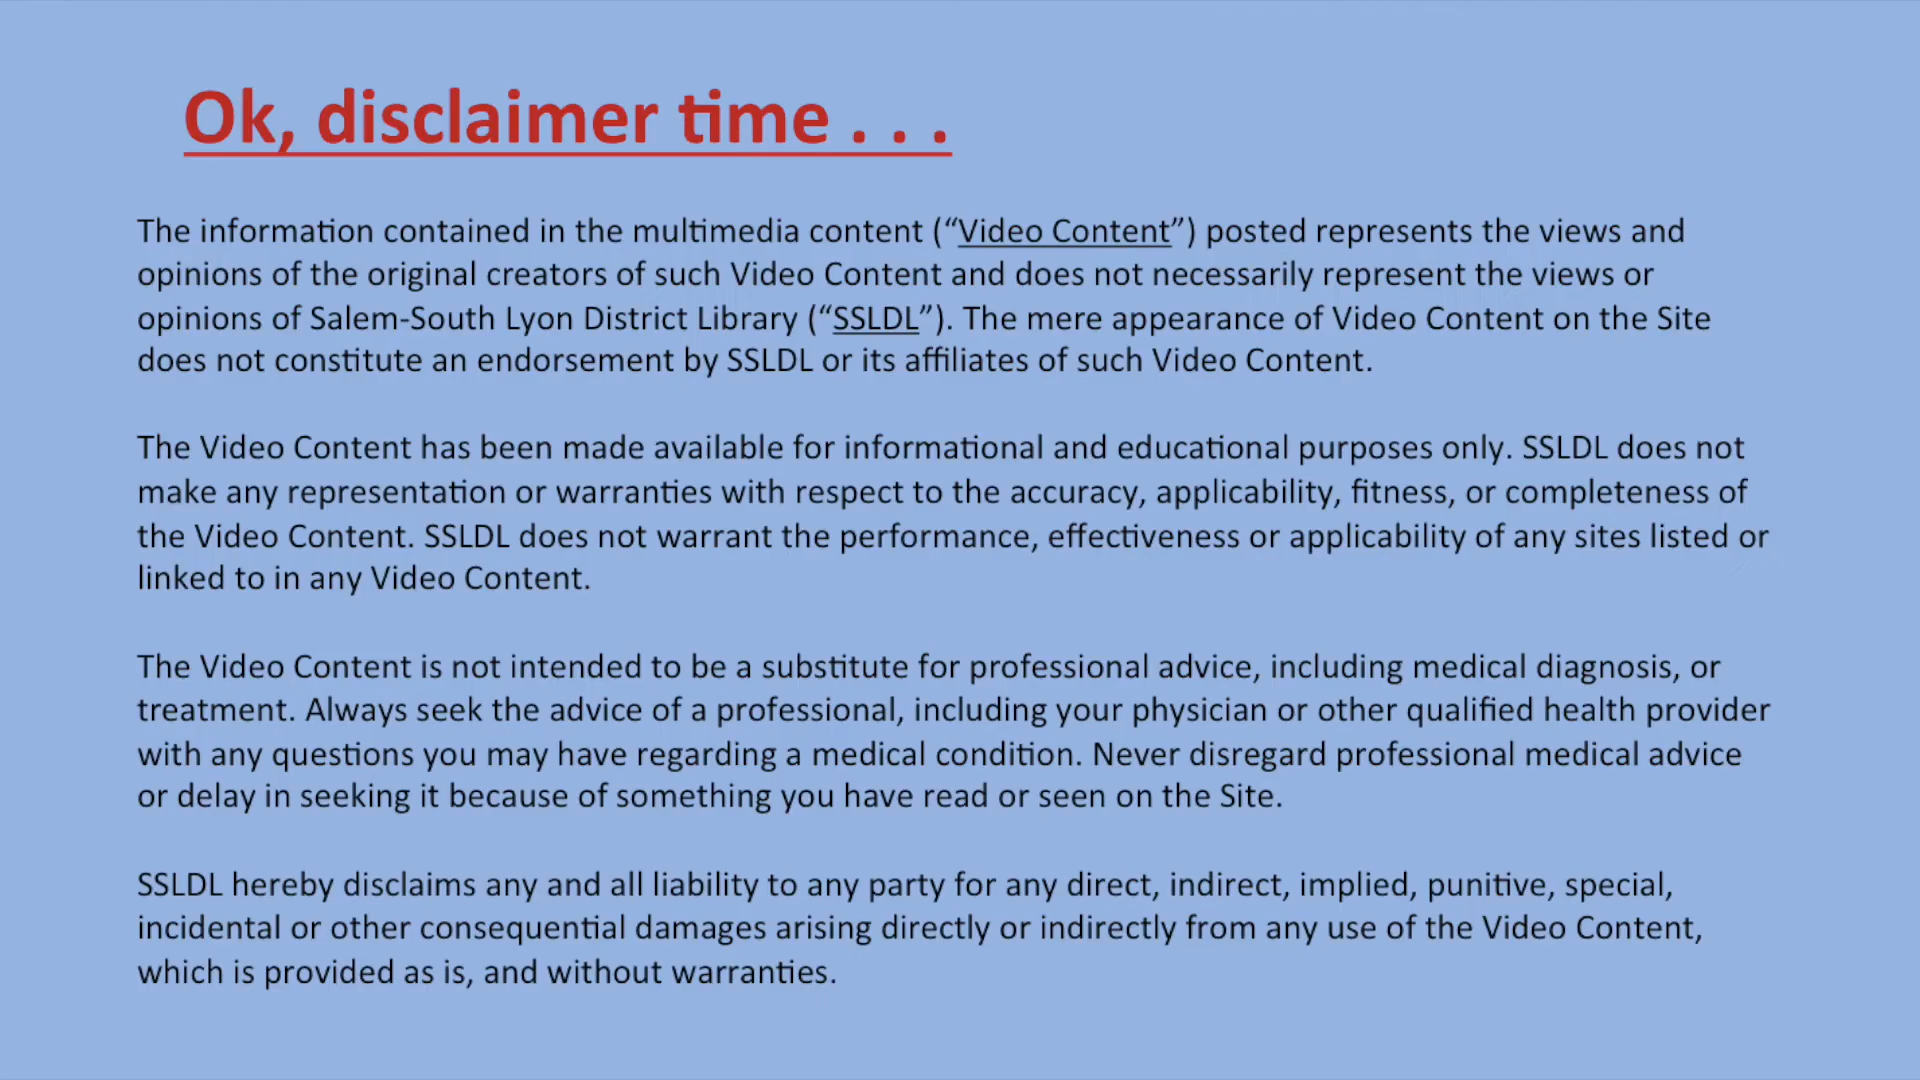 Ok, disclaimer time . . .
The information contained in the multimedia content (“Video Content”) posted represents the views and
opinions of the original creators of such Video Content and does not necessarily represent the views or
opinions of Salem-South Lyon District Library (“SSLDL”). The mere appearance of Video Content on the Site
does not constitute an endorsement by SSLDL or its affiliates of such Video Content.
The Video Content has been made available for informational and educational purposes only. SSLDL does not
make any representation or warranties with respect to the accuracy, applicability, fitness, or completeness of
the Video Content. SSLDL does not warrant the performance, effectiveness or applicability of any sites listed or
linked to in any Video Content.
The Video Content is not intended to be a substitute for professional advice, including medical diagnosis, or
treatment. Always seek the advice of a professional, including your physician or other qualified health provider
with any questions you may have regarding a medical condition. Never disregard professional medical advice
or delay in seeking it because of something you have read or seen on the Site.
SSLDL hereby disclaims any and all liability to any party for any direct, indirect, implied, punitive, special,
incidental or other consequential damages arising directly or indirectly from any use of the Video Content,
which is provided as is, and without warranties.